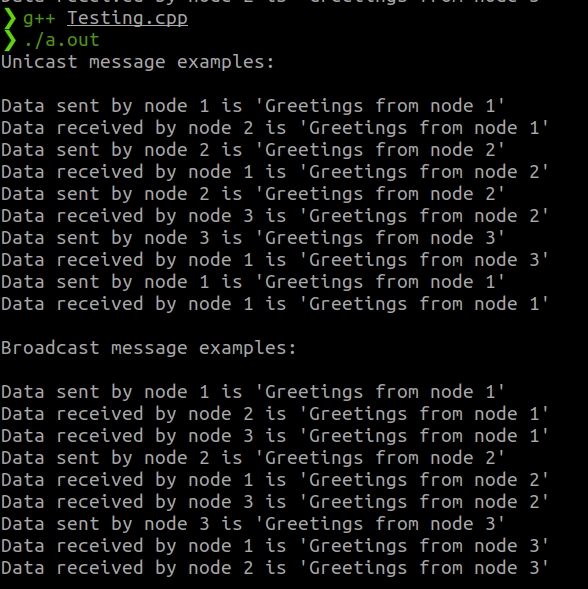 Data received by node 2 is 'Greetings from node 3'
❯ g++ Testing.cpp
❯ ./a.out
Unicast message examples:

Data sent by node 1 is 'Greetings from node 1'
Data received by node 2 is 'Greetings from node 1'
Data sent by node 2 is 'Greetings from node 2'
Data received by node 1 is 'Greetings from node 2'
Data sent by node 2 is 'Greetings from node 2'
Data received by node 3 is 'Greetings from node 2'
Data sent by node 3 is 'Greetings from node 3'
Data received by node 1 is 'Greetings from node 3'
Data sent by node 1 is 'Greetings from node 1'
Data received by node 1 is 'Greetings from node 1'

Broadcast message examples:

Data sent by node 1 is 'Greetings from node 1'
Data received by node 2 is 'Greetings from node 1'
Data received by node 3 is 'Greetings from node 1'
Data sent by node 2 is 'Greetings from node 2'
Data received by node 1 is 'Greetings from node 2'
Data received by node 3 is 'Greetings from node 2'
Data sent by node 3 is 'Greetings from node 3'
Data received by node 1 is 'Greetings from node 3'
Data received by node 2 is 'Greetings from node 3'